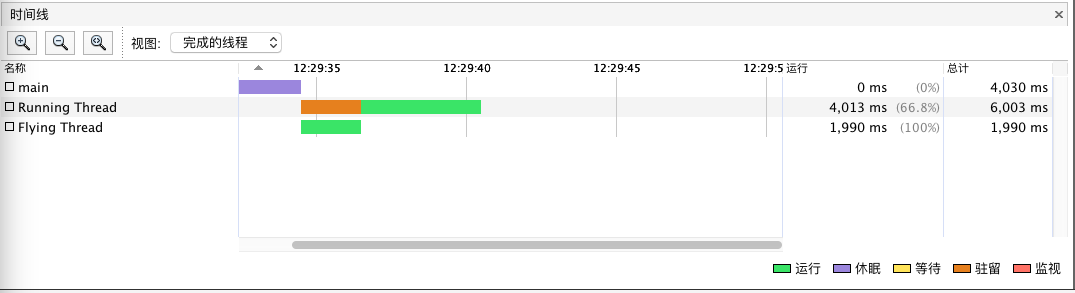 时间线
视图: 完成的线程
名称 12:29:35 12:29:40 12:29:45 12:29:5 运行 总计
main 0 ms (0%) 4,030 ms
Running Thread 4,013 ms (66.8%) 6,003 ms
Flying Thread 1,990 ms (100%) 1,990 ms
运行 休眠 等待 驻留 监视